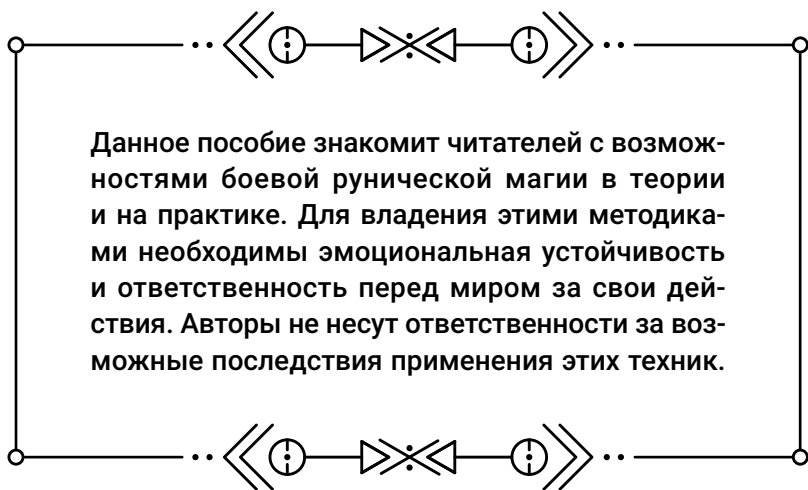 Данное пособие знакомит читателей с возмож-
ностями боевой рунической магии в теории
и на практике. Для владения этими методика-
ми необходимы эмоциональная устойчивость
и ответственность перед миром за свои дей-
ствия. Авторы не несут ответственности за воз-
можные последствия применения этих техник.